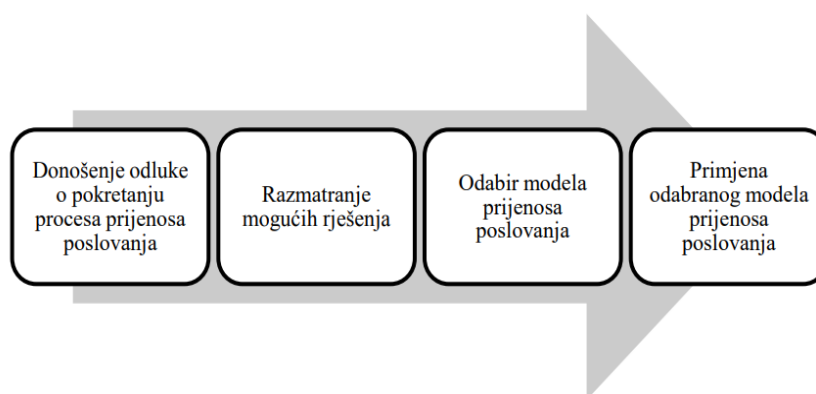 Donošenje odluke
o pokretanju
procesa prijenosa
poslovanja
Razmatranje
mogućih rješenja
Odabir modela
prijenosa
poslovanja
Primjena
odabranog modela
prijenosa
poslovanja